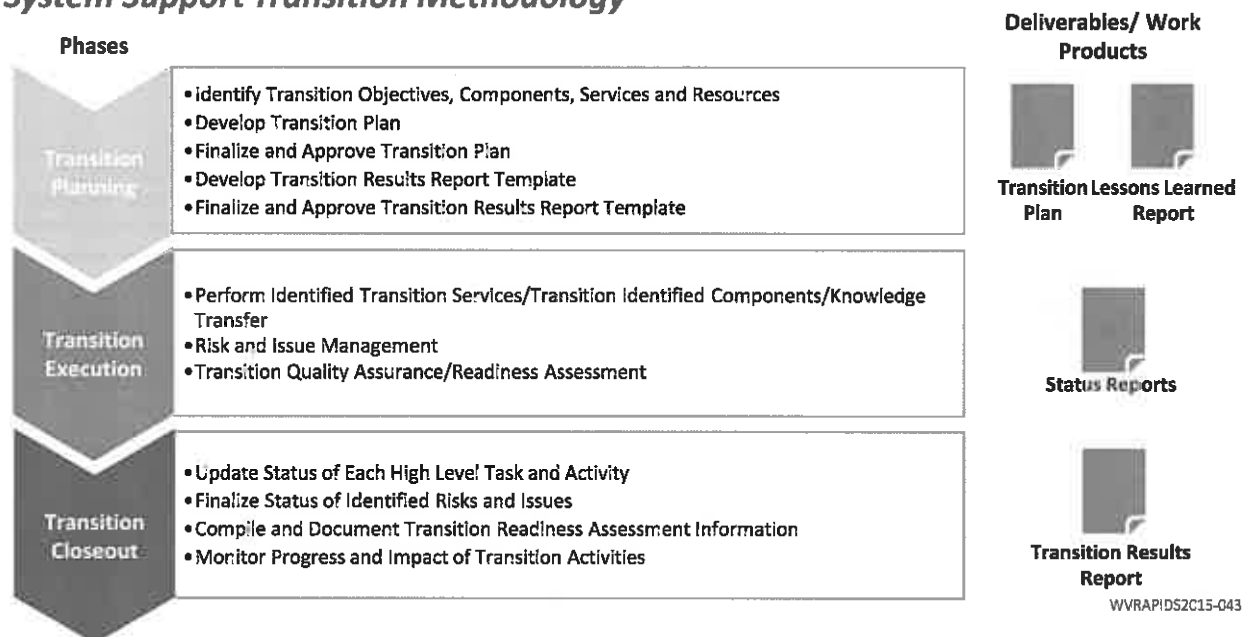 System Support Transition Methodology
Phases
Deliverables/ Work
Products
Transition
Planning
•Identify Transition Objectives, Components, Services and Resources
•Develop Transition Plan
•Finalize and Approve Transition Plan
•Develop Transition Results Report Template
•Finalize and Approve Transition Results Report Template
Transition Lessons Learned
Plan Report
Transition
Execution
•Perform Identified Transition Services/Transition Identified Components/Knowledge
Transfer
•Risk and Issue Management
•Transition Quality Assurance/Readiness Assessment
Status Reports
Transition
Closeout
•Update Status of Each High Level Task and Activity
•Finalize Status of Identified Risks and Issues
•Compile and Document Transition Readiness Assessment Information
•Monitor Progress and Impact of Transition Activities
Transition Results
Report
WVRAPIDS2C15-043